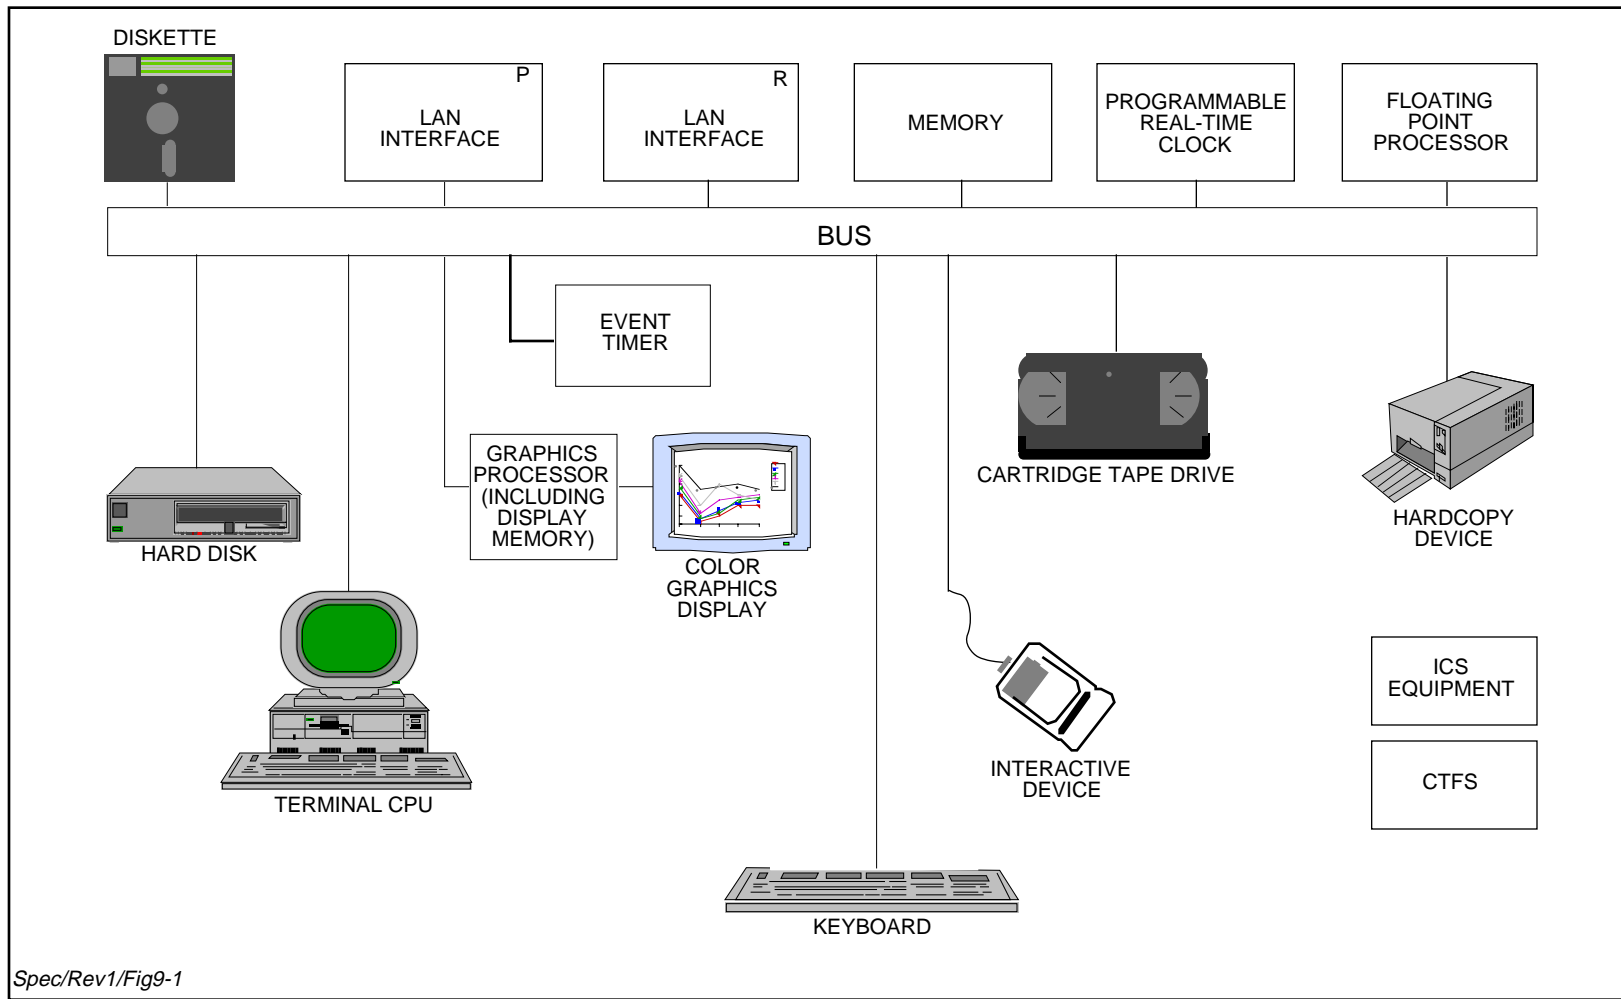 DISKETTE
P
LAN
INTERFACE
R
LAN
INTERFACE
MEMORY
PROGRAMMABLE
REAL-TIME
CLOCK
FLOATING
POINT
PROCESSOR
BUS
EVENT
TIMER
GRAPHICS
PROCESSOR
(INCLUDING
DISPLAY
MEMORY)
COLOR
GRAPHICS
DISPLAY
CARTRIDGE TAPE DRIVE
HARDCOPY
DEVICE
HARD DISK
TERMINAL CPU
INTERACTIVE
DEVICE
ICS
EQUIPMENT
CTFS
KEYBOARD
Spec/Rev1/Fig9-1